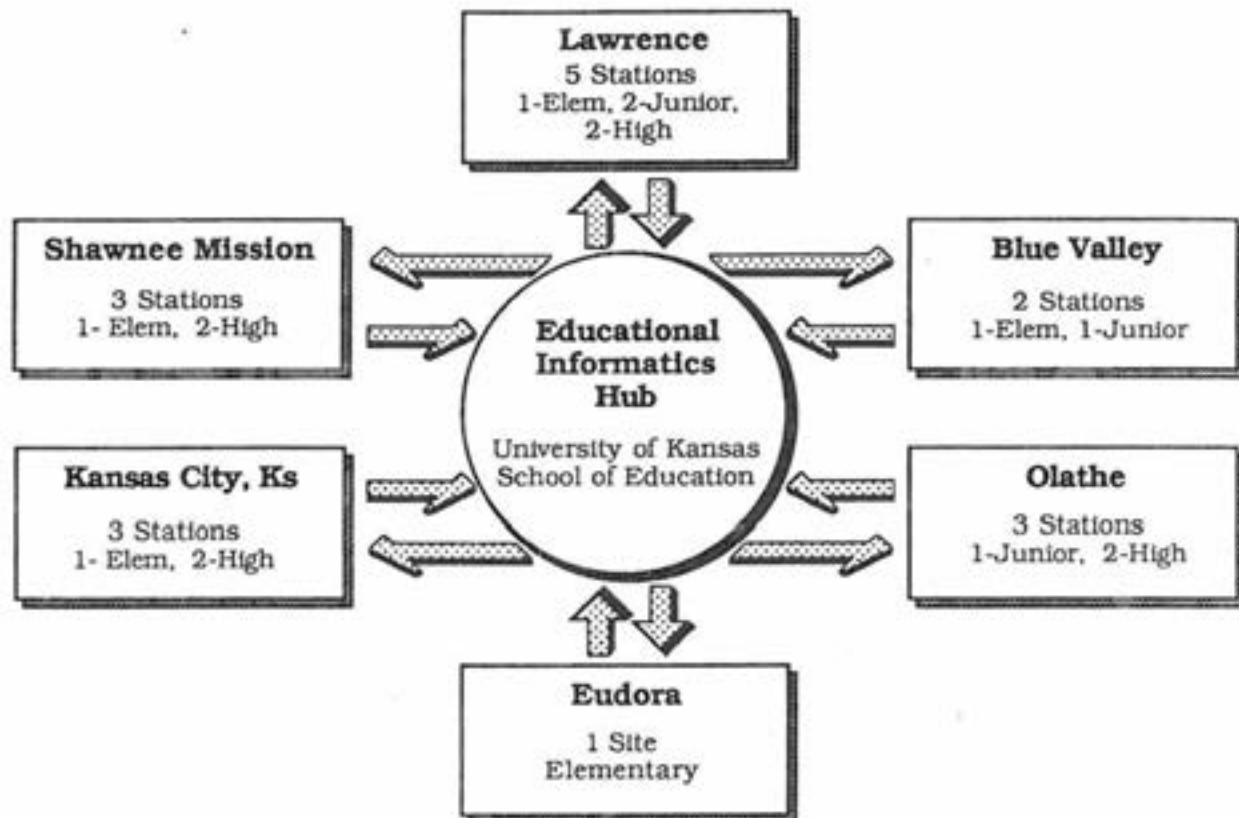 Lawrence
5 Stations
1-Elem, 2-Junior,
2-High
Shawnee Mission
3 Stations
1- Elem, 2-High
Blue Valley
2 Stations
1-Elem, 1-Junior
Educational
Informatics
Hub
University of Kansas
School of Education
Kansas City, Ks
3 Stations
1- Elem, 2-High
Olathe
3 Stations
1-Junior, 2-High
Eudora
1 Site
Elementary